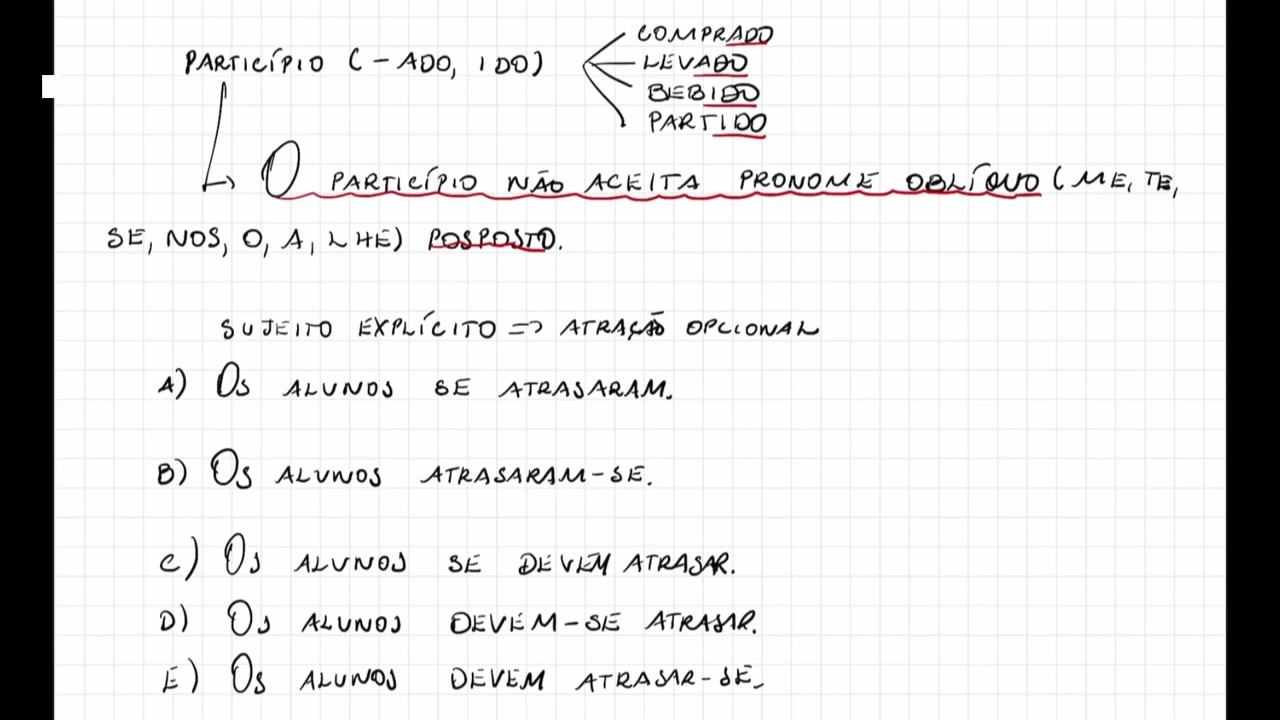 PARTICÍPIO (-ADO, IDO)
COMPRADO
LEVADO
BEBIDO
PARTIDO
O PARTICÍPIO NÃO ACEITA PRONOME OBLÍQUO (ME, TE,
SE, NOS, O, A, LHE) POSPOSTO.
SUJEITO EXPLÍCITO => ATRAÇÃO OPCIONAL
A) OS ALUNOS SE ATRASARAM.
B) OS ALUNOS ATRASARAM-SE.
C) OS ALUNOS SE DEVEM ATRASAR.
D) OS ALUNOS DEVEM-SE ATRASAR.
E) OS ALUNOS DEVEM ATRASAR-SE.